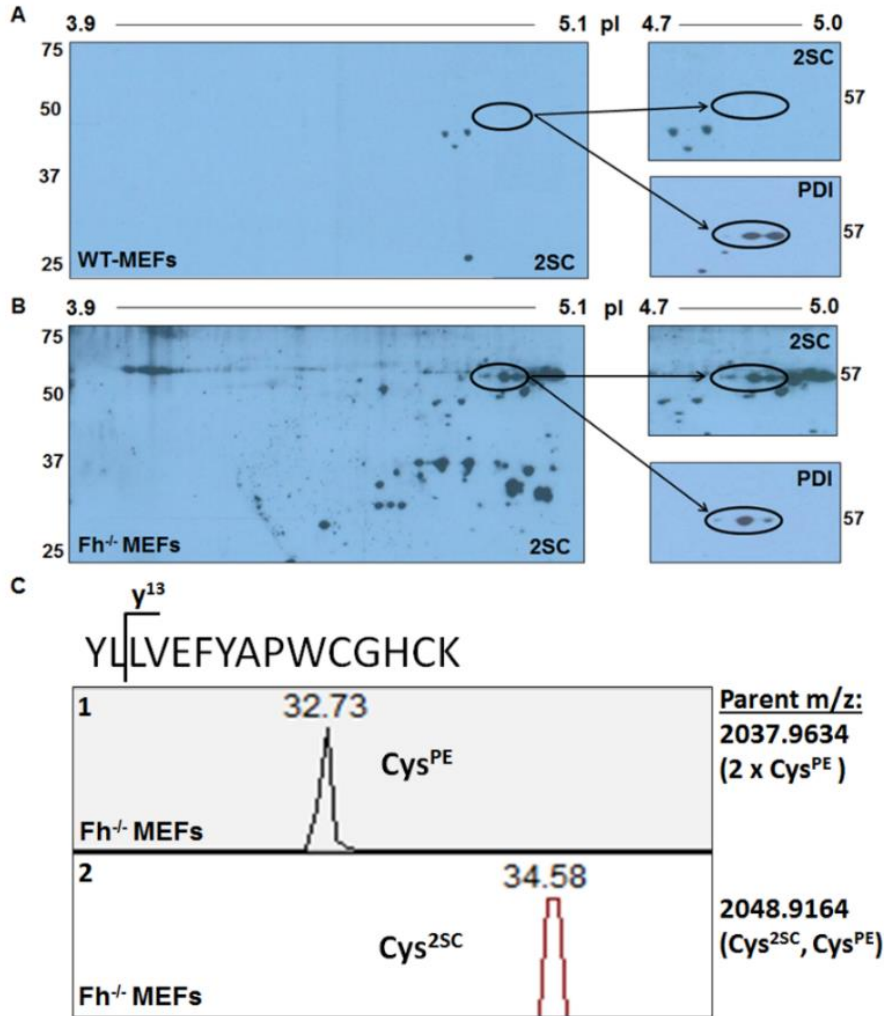 A
3.9 5.1 pI 4.7 5.0
75
50
37
25
WT-MEFs
2SC
2SC
57
PDI
57
B
3.9 5.1 pI 4.7 5.0
75
50
37
25
Fh-/- MEFs
2SC
2SC
57
PDI
57
C
y13
YLLVEFYAPWCGHCK
1
32.73
CysPE
Fh-/- MEFs
Parent m/z:
2037.9634
(2 x CysPE )
2
34.58
Cys2SC
Fh-/- MEFs
2048.9164
(Cys2SC, CysPE)